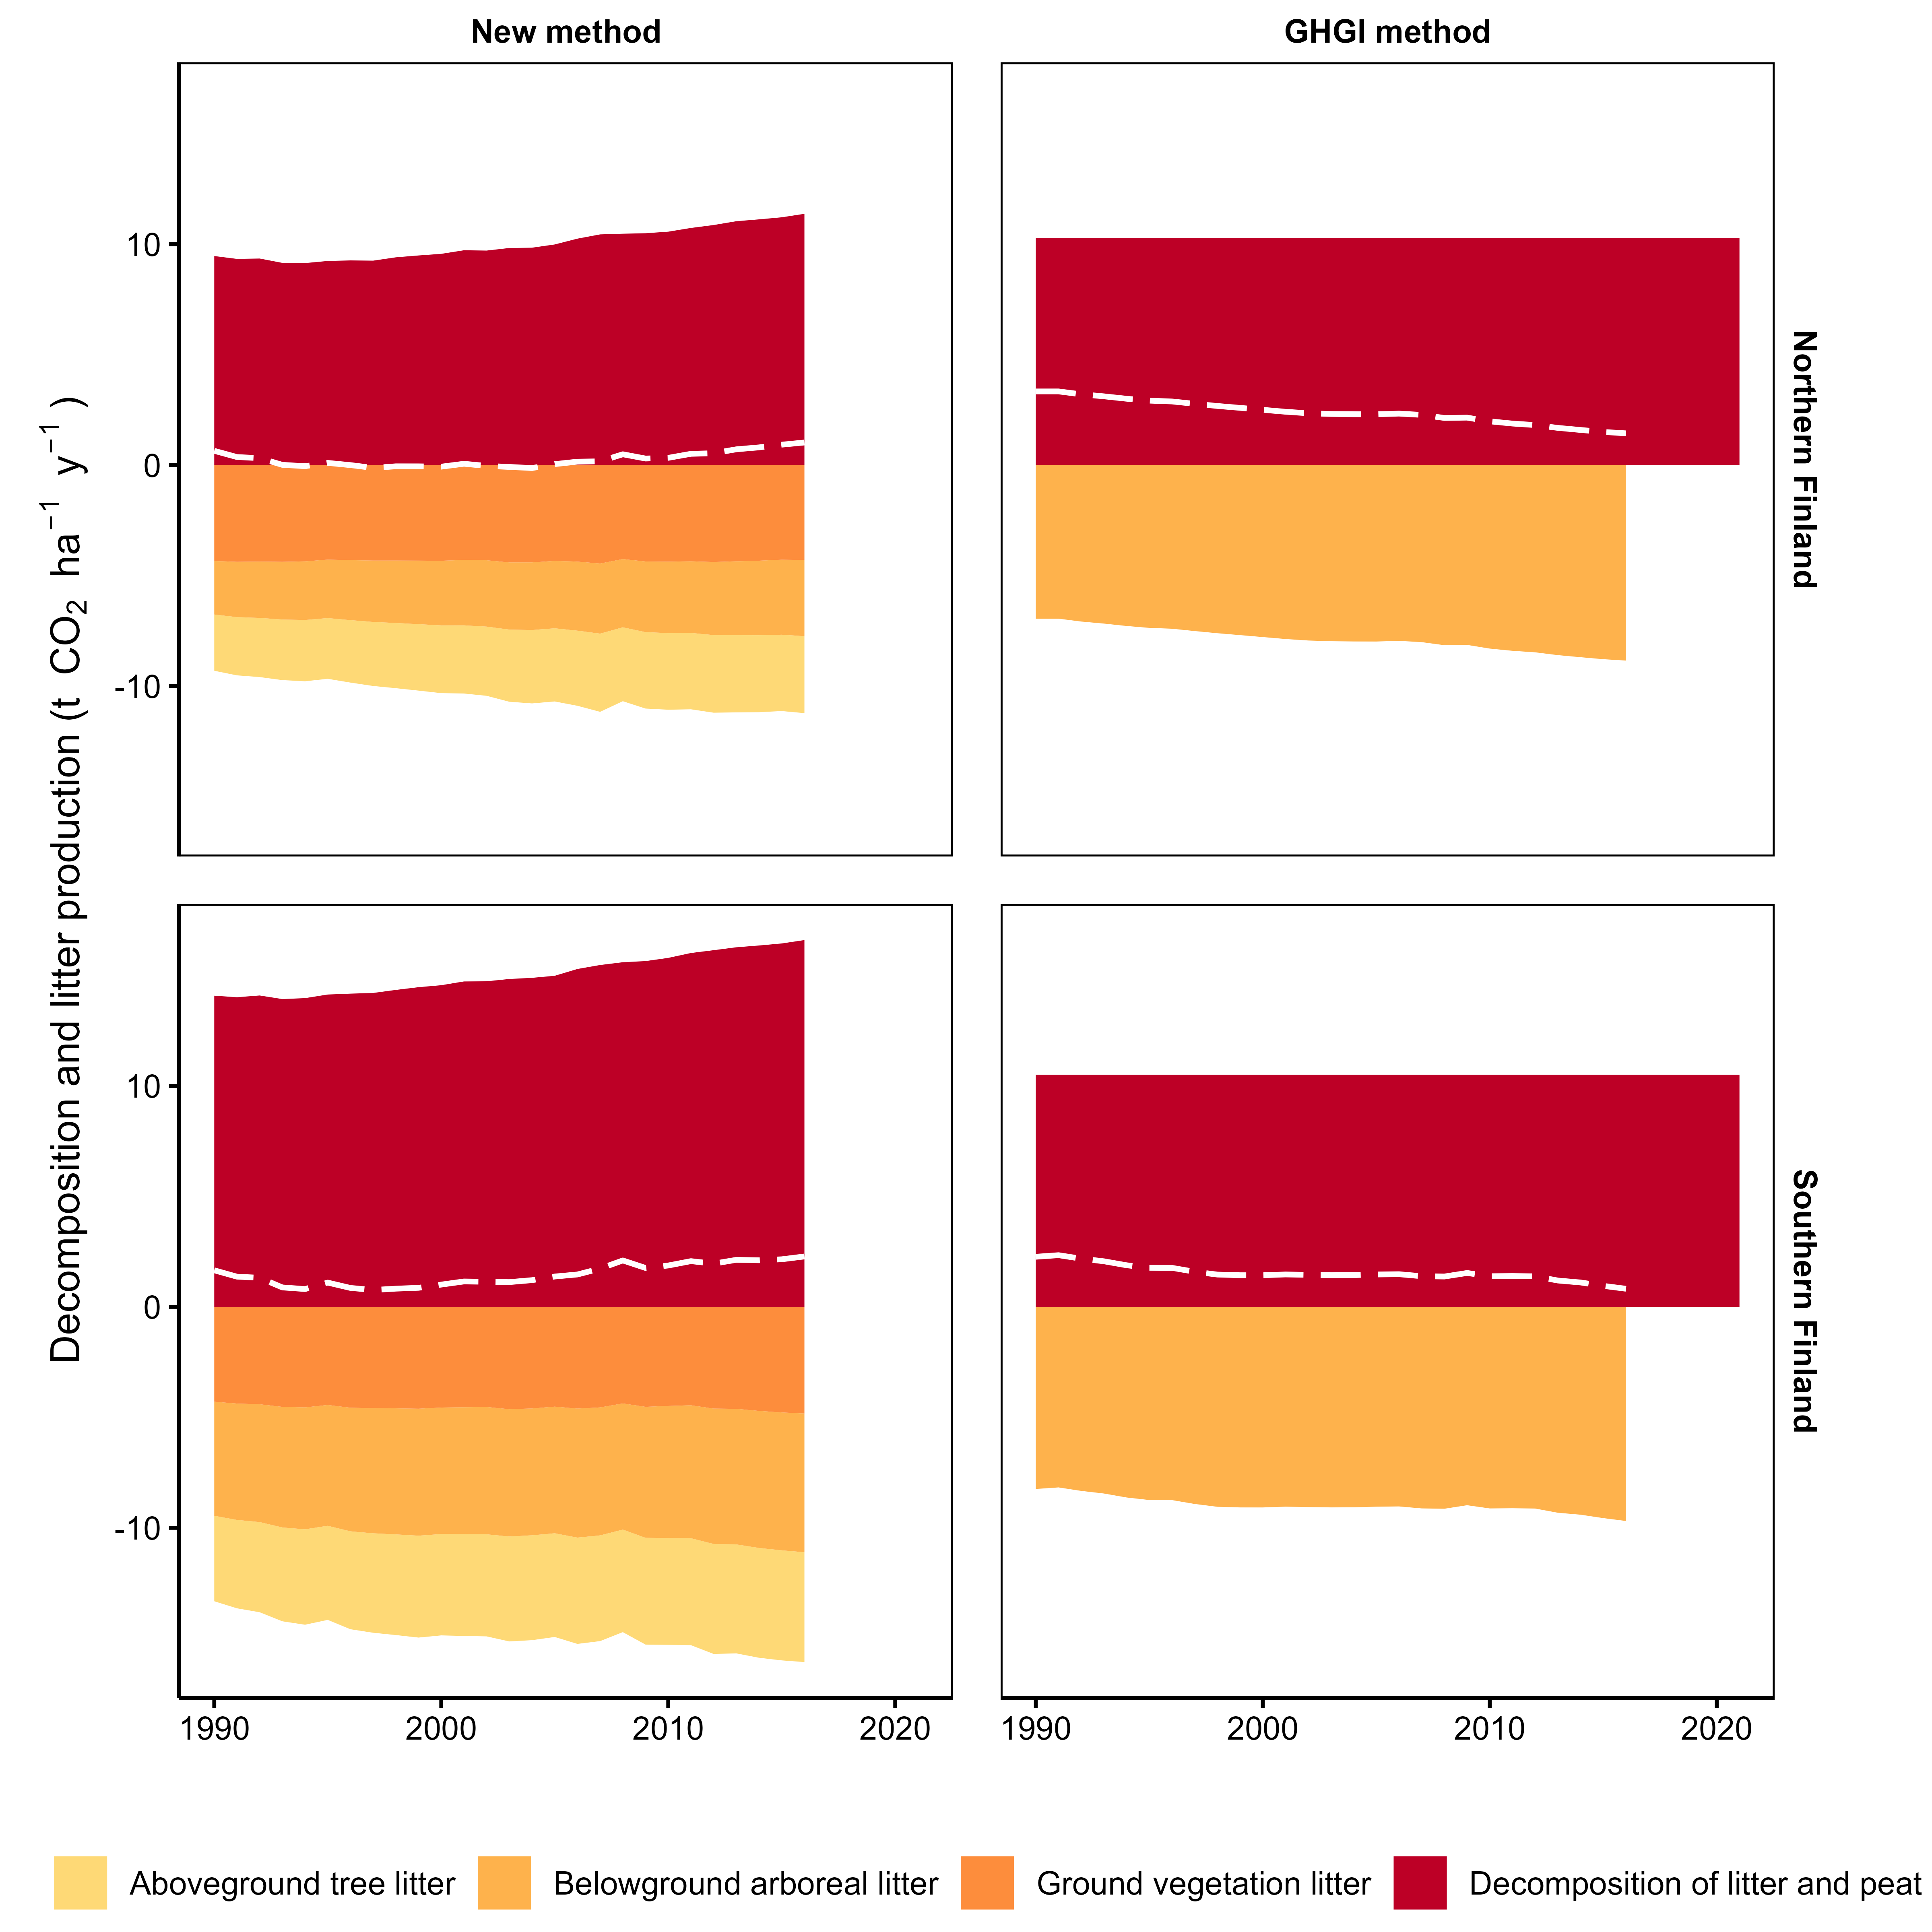 New method
GHGI method
Decomposition and litter production (t CO₂ ha⁻¹ y⁻¹)
10
0
-10
Northern Finland
10
0
-10
Southern Finland
1990 2000 2010 2020
1990 2000 2010 2020
Aboveground tree litter
Belowground arboreal litter
Ground vegetation litter
Decomposition of litter and peat